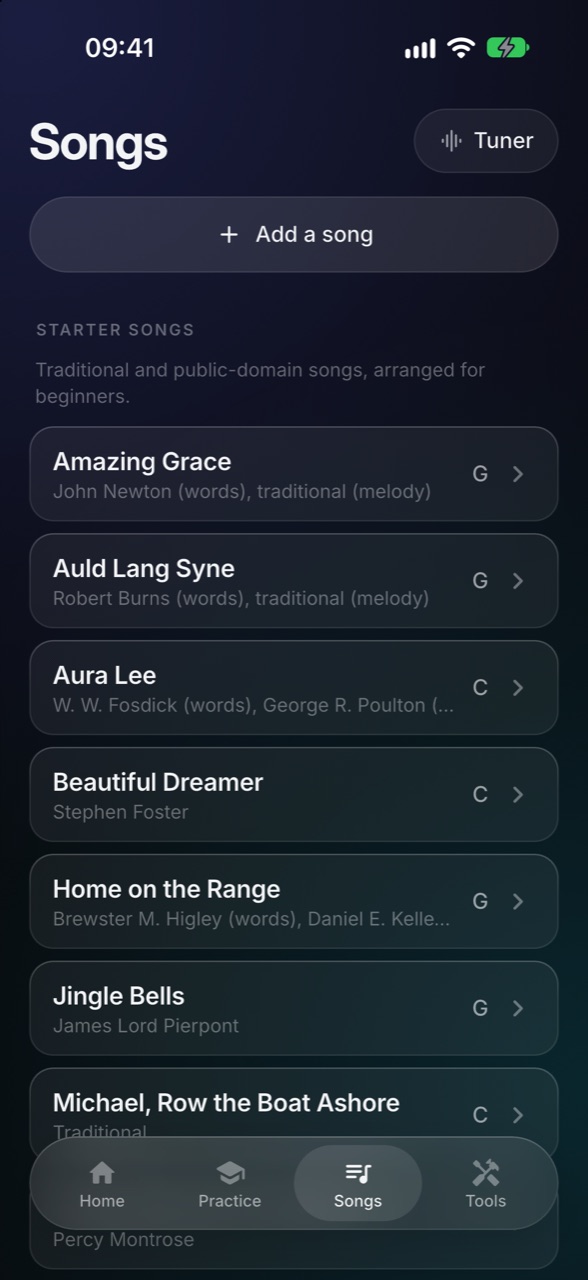 09:41
Songs
Tuner
+ Add a song
STARTER SONGS
Traditional and public-domain songs, arranged for
beginners.
Amazing Grace
John Newton (words), traditional (melody)
G
Auld Lang Syne
Robert Burns (words), traditional (melody)
G
Aura Lee
W. W. Fosdick (words), George R. Poulton (...
C
Beautiful Dreamer
Stephen Foster
C
Home on the Range
Brewster M. Higley (words), Daniel E. Kelle...
G
Jingle Bells
James Lord Pierpont
G
Michael, Row the Boat Ashore
Traditional
C
Home
Practice
Songs
Tools
Percy Montrose